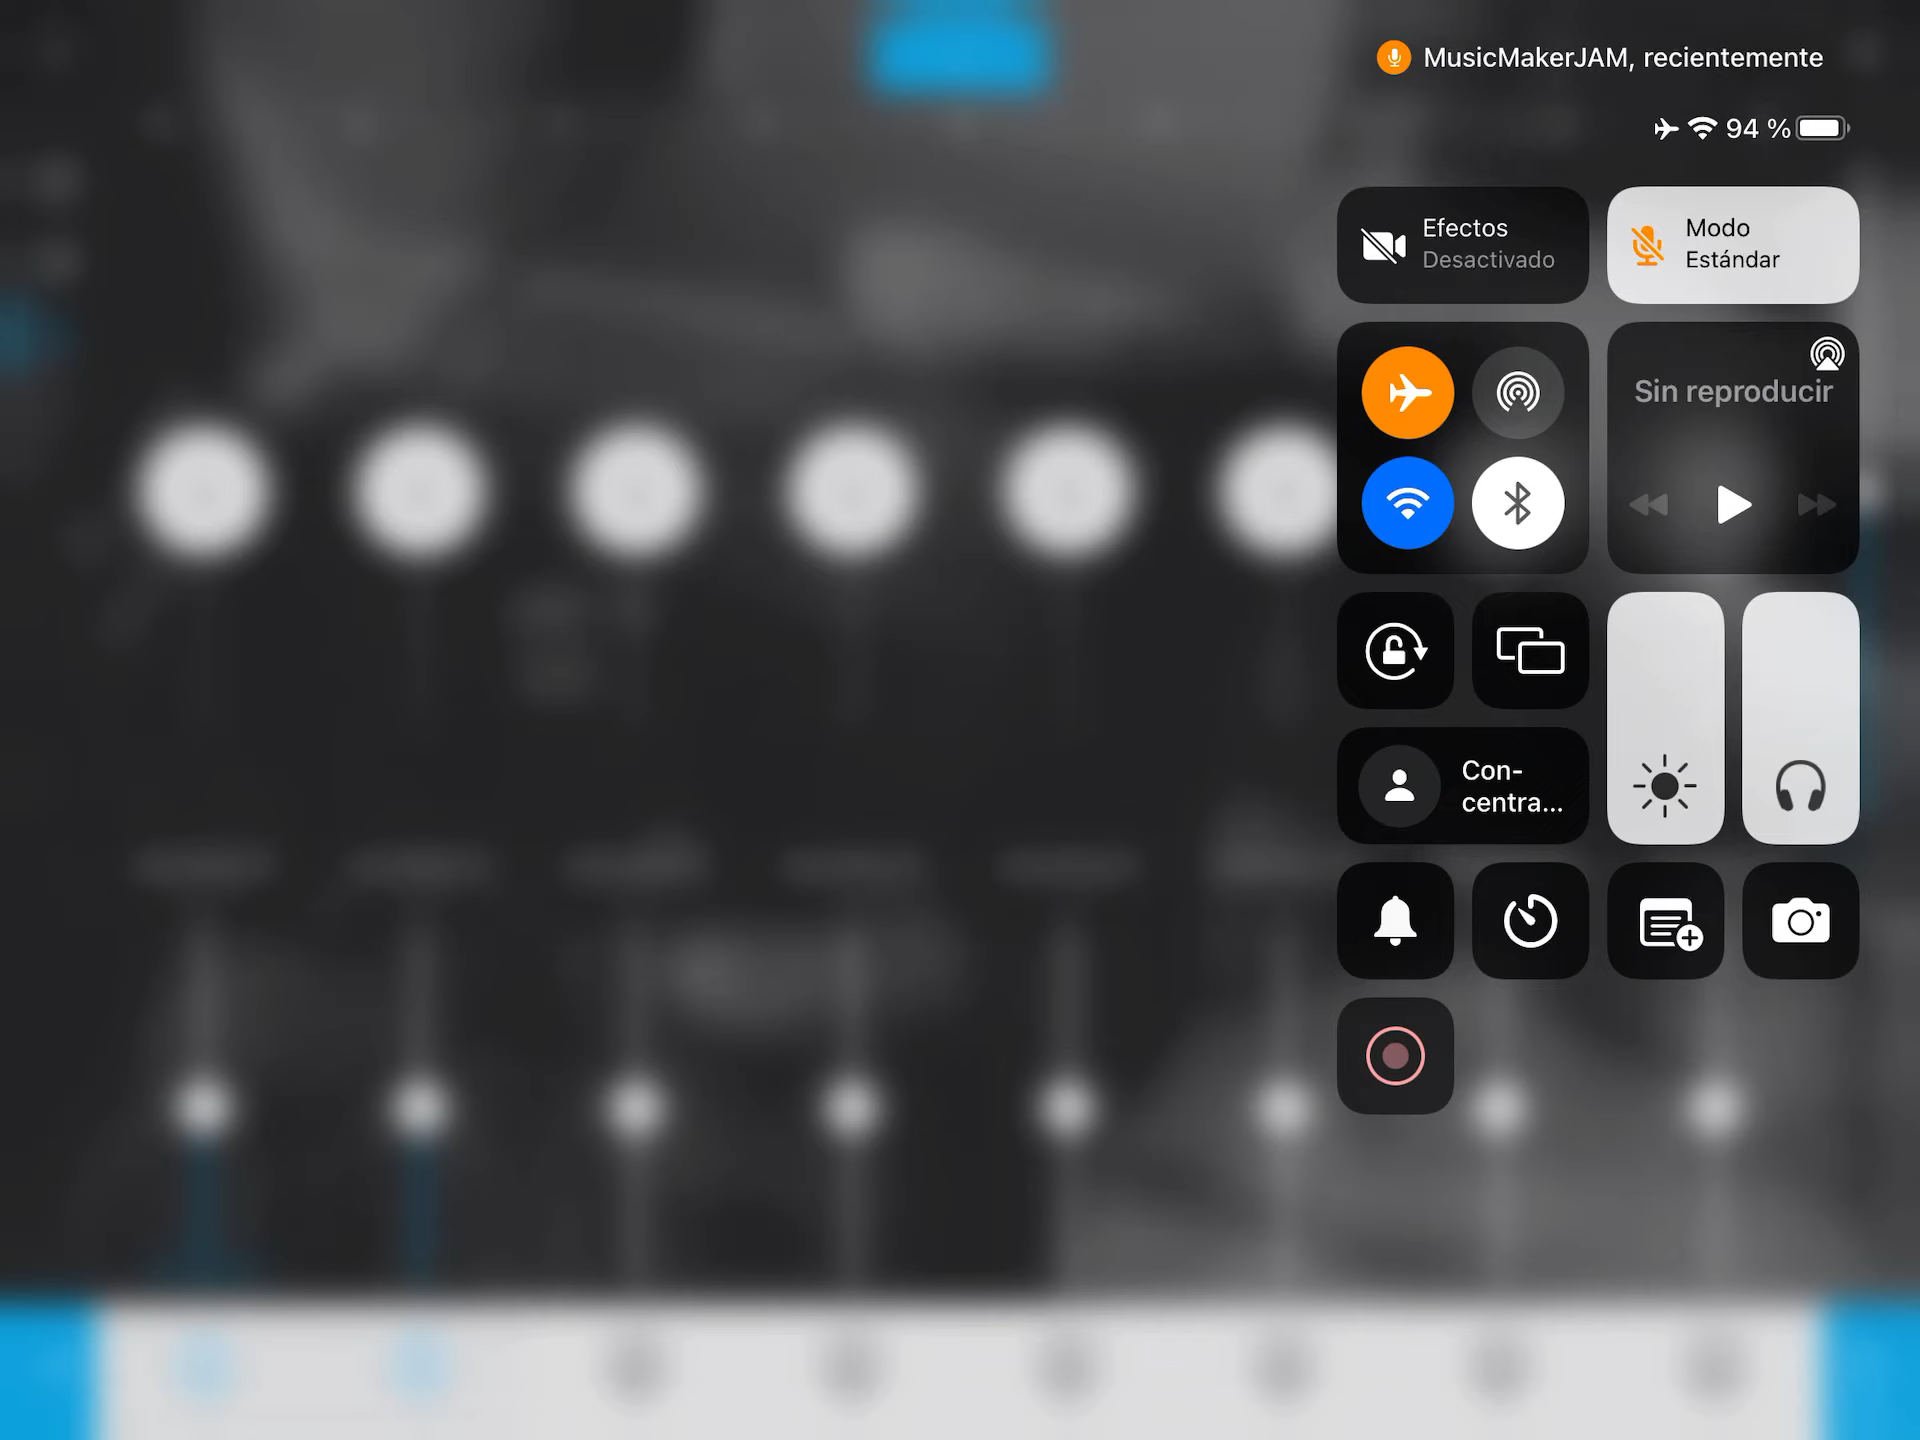 MusicMakerJAM, recientemente
94 %
Efectos
Desactivado
Modo
Estándar
Sin reproducir
Con-
centra...